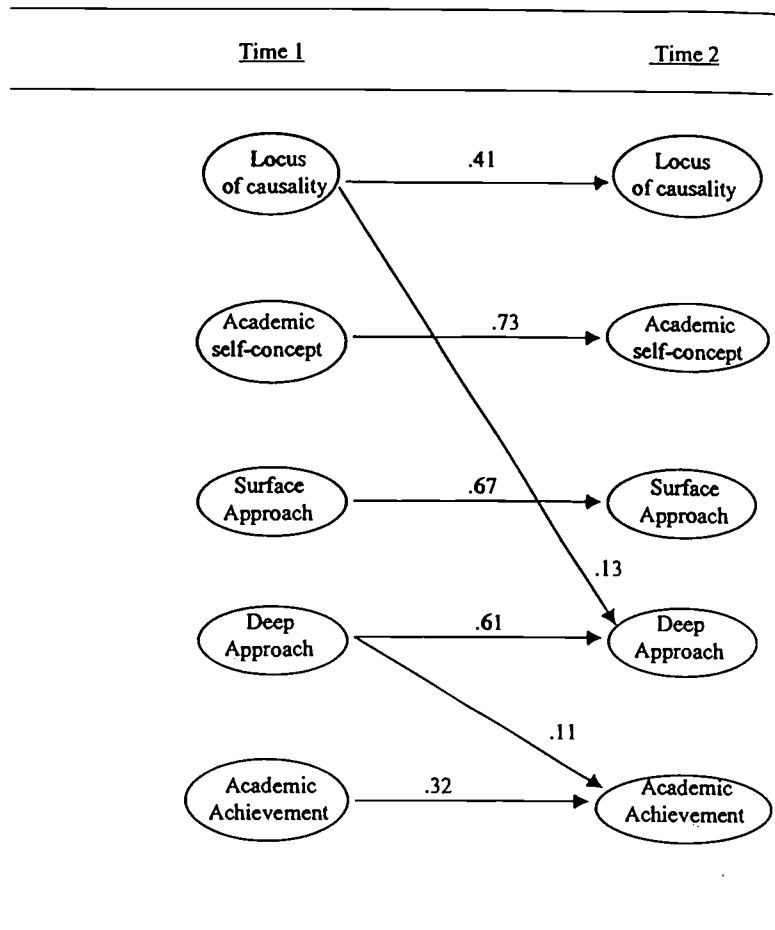 Time 1 Time 2
Locus Locus
of causality .41 of causality
Academic .73 Academic
self-concept self-concept
Surface .67 Surface
Approach Approach
.13
Deep .61 Deep
Approach Approach
.11
Academic .32 Academic
Achievement Achievement